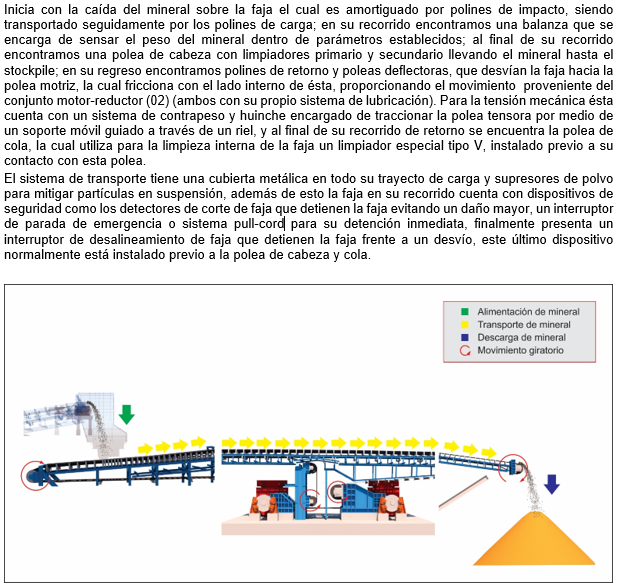 Inicia con la caída del mineral sobre la faja el cual es amortiguado por polines de impacto, siendo
transportado seguidamente por los polines de carga; en su recorrido encontramos una balanza que se
encarga de sensar el peso del mineral dentro de parámetros establecidos; al final de su recorrido
encontramos una polea de cabeza con limpiadores primario y secundario llevando el mineral hasta el
stockpile; en su regreso encontramos polines de retorno y poleas deflectoras, que desvían la faja hacia la
polea motriz, la cual fricciona con el lado interno de ésta, proporcionando el movimiento proveniente del
conjunto motor-reductor (02) (ambos con su propio sistema de lubricación). Para la tensión mecánica ésta
cuenta con un sistema de contrapeso y huinche encargado de traccionar la polea tensora por medio de
un soporte móvil guiado a través de un riel, y al final de su recorrido de retorno se encuentra la polea de
cola, la cual utiliza para la limpieza interna de la faja un limpiador especial tipo V, instalado previo a su
contacto con esta polea.
El sistema de transporte tiene una cubierta metálica en todo su trayecto de carga y supresores de polvo
para mitigar partículas en suspensión, además de esto la faja en su recorrido cuenta con dispositivos de
seguridad como los detectores de corte de faja que detienen la faja evitando un daño mayor, un interruptor
de parada de emergencia o sistema pull-cord para su detención inmediata, finalmente presenta un
interruptor de desalineamiento de faja que detienen la faja frente a un desvío, este último dispositivo
normalmente está instalado previo a la polea de cabeza y cola.
Alimentación de mineral
Transporte de mineral
Descarga de mineral
Movimiento giratorio